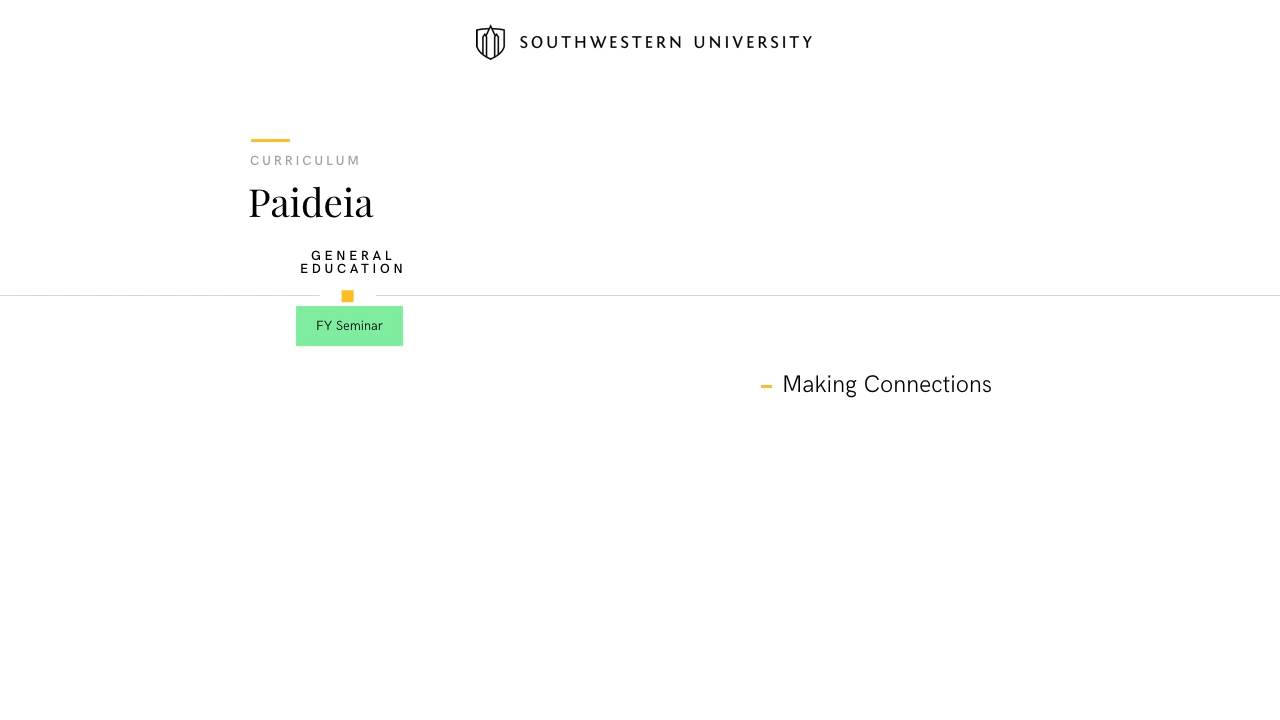 SOUTHWESTERN UNIVERSITY
CURRICULUM
Paideia
GENERAL
EDUCATION
FY Seminar
Making Connections